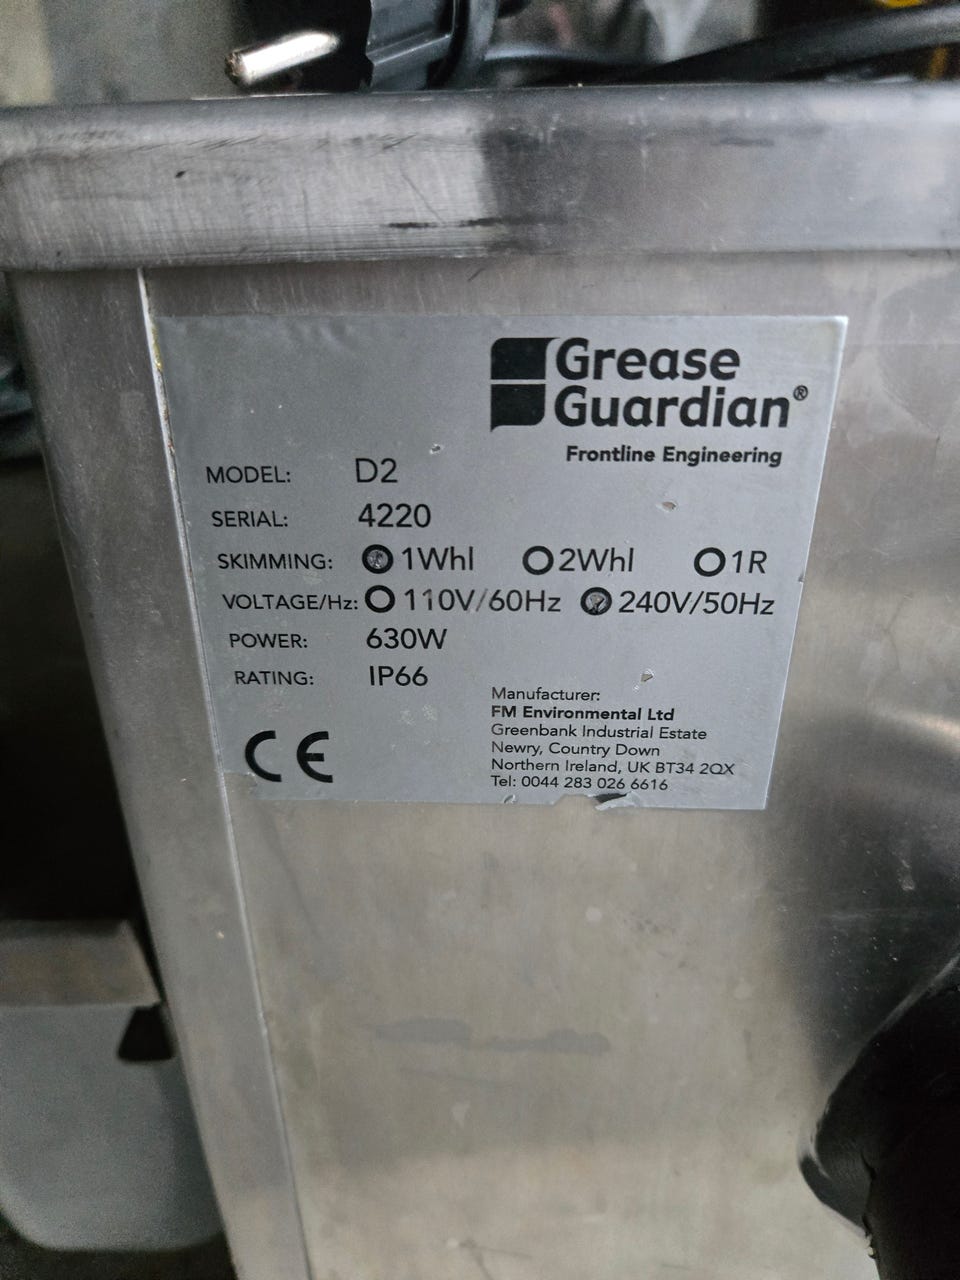 Grease
Guardian®
Frontline Engineering
MODEL: D2
SERIAL: 4220
SKIMMING: 1Whl 2Whl 1R
VOLTAGE/Hz: 110V/60Hz 240V/50Hz
POWER: 630W
RATING: IP66
Manufacturer:
FM Environmental Ltd
Greenbank Industrial Estate
Newry, Country Down
Northern Ireland, UK BT34 2QX
Tel: 0044 283 026 6616
CE